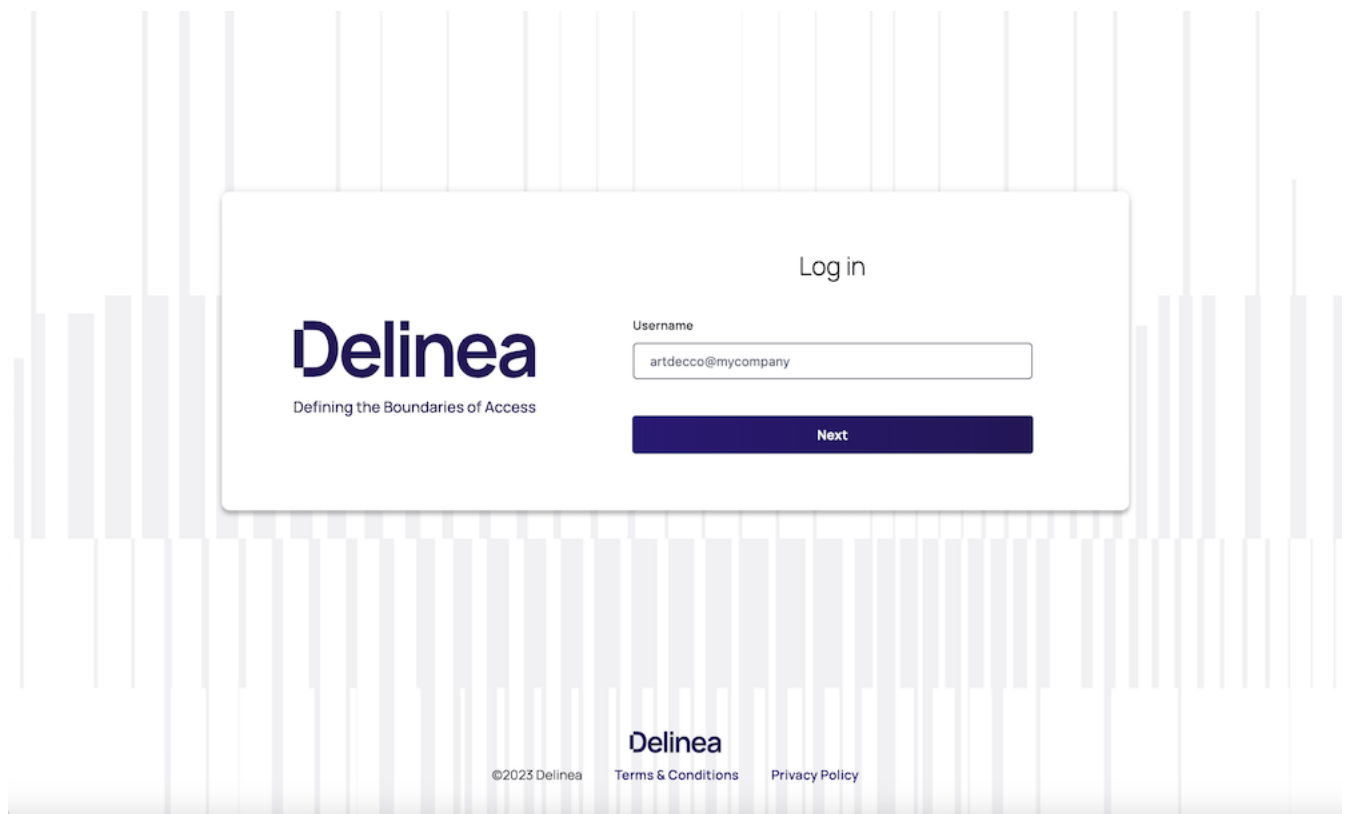 Log in
Delinea
Defining the Boundaries of Access
Username
artdecco@mycompany
Next
Delinea
©2023 Delinea Terms & Conditions Privacy Policy